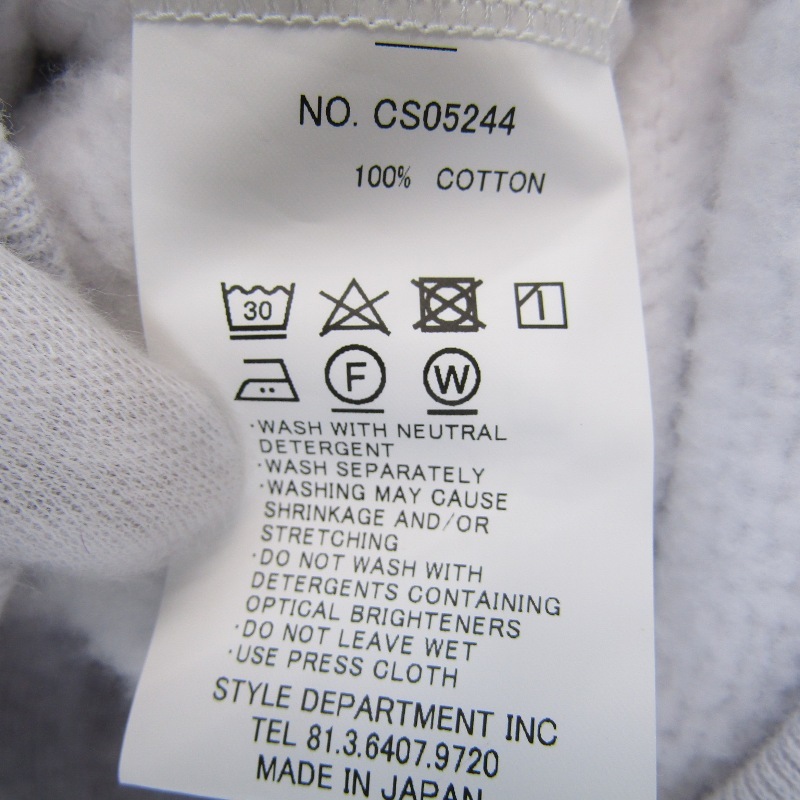 NO. CS05244
100% COTTON
30
F W
·WASH WITH NEUTRAL
DETERGENT
·WASH SEPARATELY
·WASHING MAY CAUSE
SHRINKAGE AND/OR
STRETCHING
·DO NOT WASH WITH
DETERGENTS CONTAINING
OPTICAL BRIGHTENERS
·DO NOT LEAVE WET
·USE PRESS CLOTH
STYLE DEPARTMENT INC
TEL 81.3.6407.9720
MADE IN JAPAN